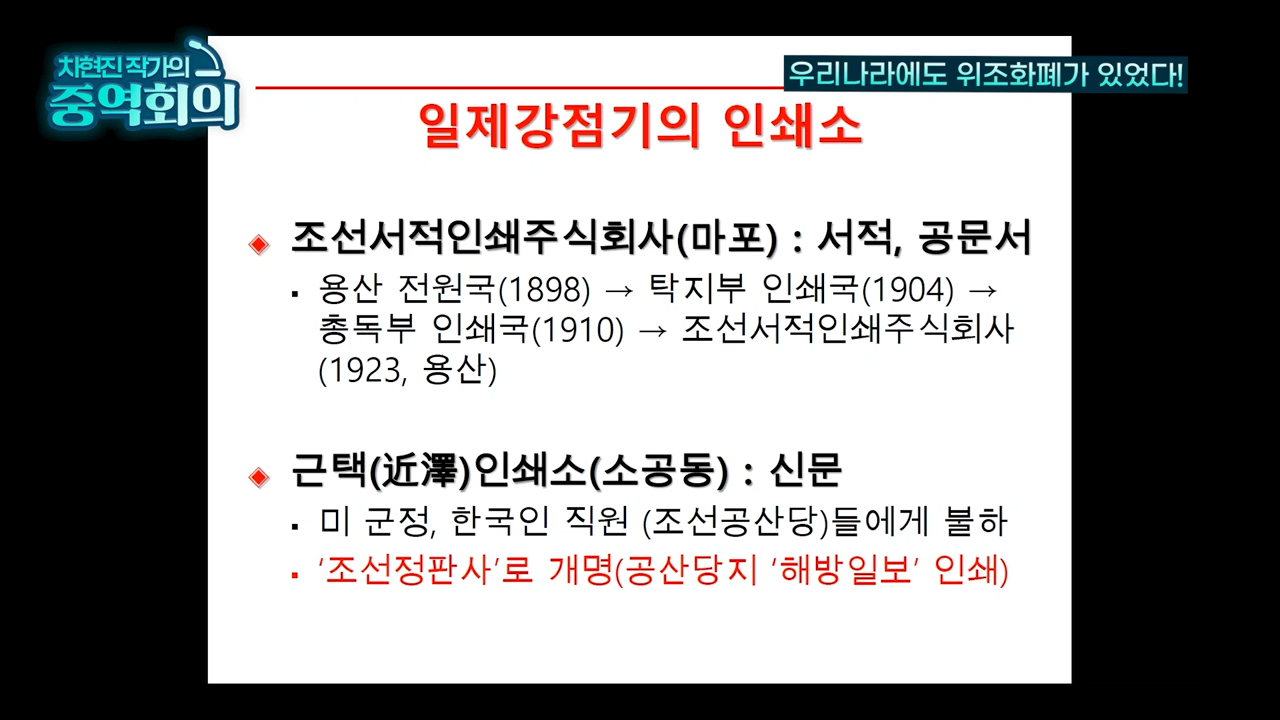 차현진 작가의
중역회의
우리나라에도 위조화폐가 있었다!
일제강점기의 인쇄소
◈ 조선서적인쇄주식회사(마포) : 서적, 공문서
▪ 용산 전원국(1898) → 탁지부 인쇄국(1904) →
총독부 인쇄국(1910) → 조선서적인쇄주식회사
(1923, 용산)
◈ 근택(近澤)인쇄소(소공동) : 신문
▪ 미 군정, 한국인 직원 (조선공산당)들에게 불하
▪ ‘조선정판사’로 개명(공산당지 ‘해방일보’ 인쇄)